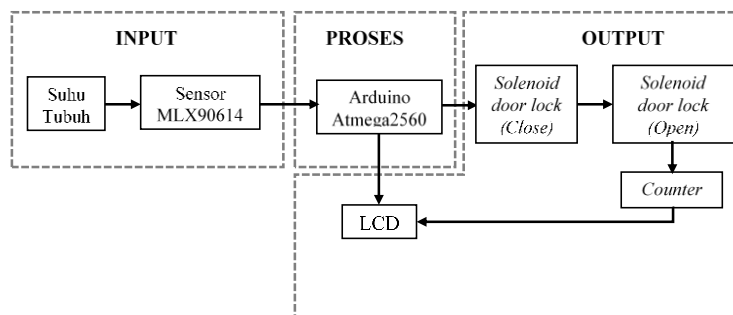 INPUT
PROSES
OUTPUT
Suhu
Tubuh
Sensor
MLX90614
Arduino
Atmega2560
Solenoid
door lock
(Close)
Solenoid
door lock
(Open)
Counter
LCD